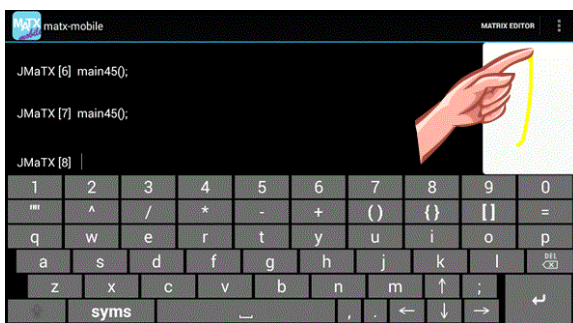 MATX mobile matx-mobile MATRIX EDITOR
JMaTX [6] main45();
JMaTX [7] main45();
JMaTX [8]
1 2 3 4 5 6 7 8 9 0
"" ^ / * - + () {} [] =
q w e r t y u i o p
a s d f g h j k l DEL
z x c v b n m ↑ ;
syms , . ← ↓ →